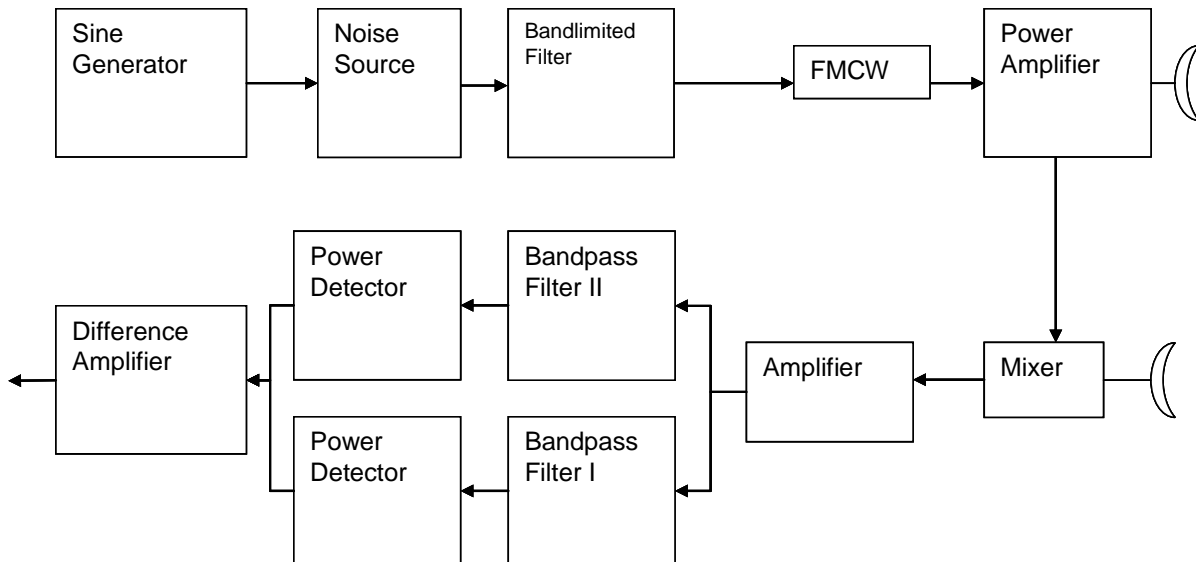 Sine
Generator
Noise
Source
Bandlimited
Filter
FMCW
Power
Amplifier
Power
Detector
Bandpass
Filter II
Difference
Amplifier
Amplifier
Mixer
Power
Detector
Bandpass
Filter I